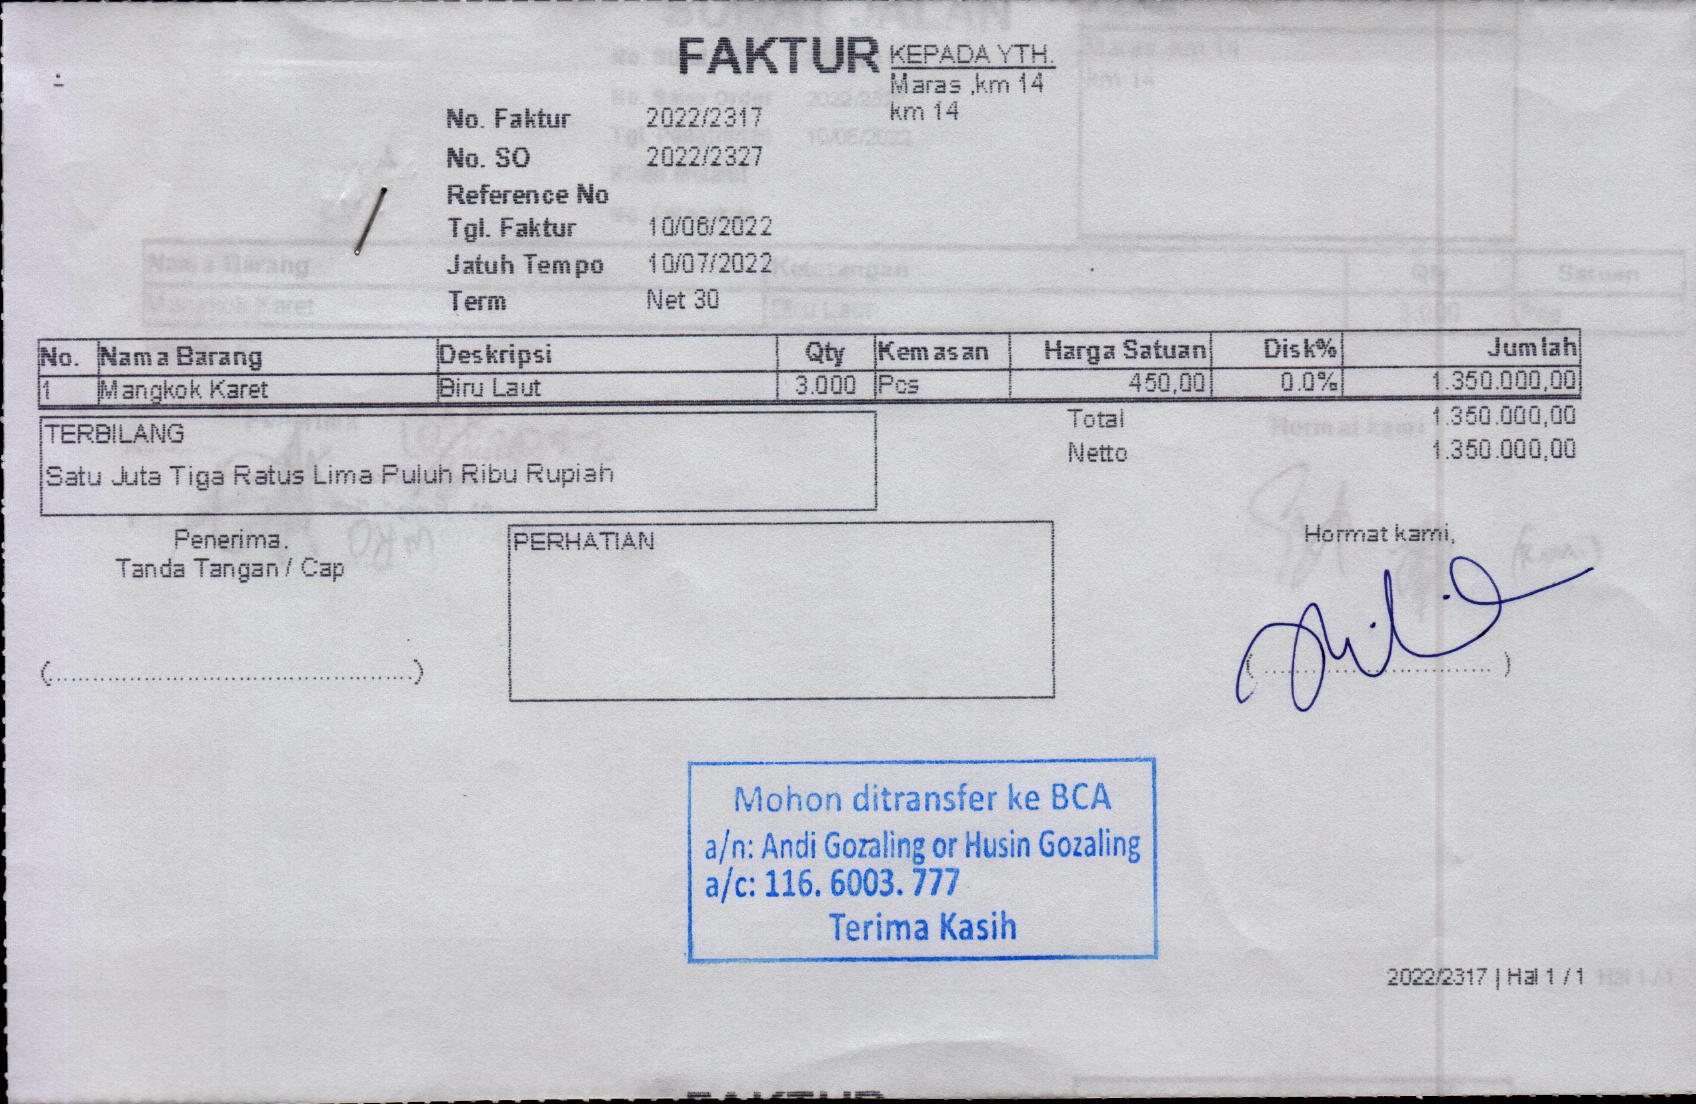 FAKTUR
KEPADA YTH.
Maras ,km 14
km 14
No. Faktur 2022/2317
No. SO 2022/2327
Reference No
Tgl. Faktur 10/06/2022
Jatuh Tempo 10/07/2022
Term Net 30
No. Nama Barang Deskripsi Qty Kemasan Harga Satuan Disk% Jumlah
1 Mangkok Karet Biru Laut 3.000 Pcs 450,00 0.0% 1.350.000,00
Total 1.350.000,00
Netto 1.350.000,00
TERBILANG
Satu Juta Tiga Ratus Lima Puluh Ribu Rupiah
Penerima.
Tanda Tangan / Cap
(..............................................)
PERHATIAN
Hormat kami,
(..............................)
Mohon ditransfer ke BCA
a/n: Andi Gozaling or Husin Gozaling
a/c: 116. 6003. 777
Terima Kasih
2022/2317 | Hal 1 / 1
FAKTUR